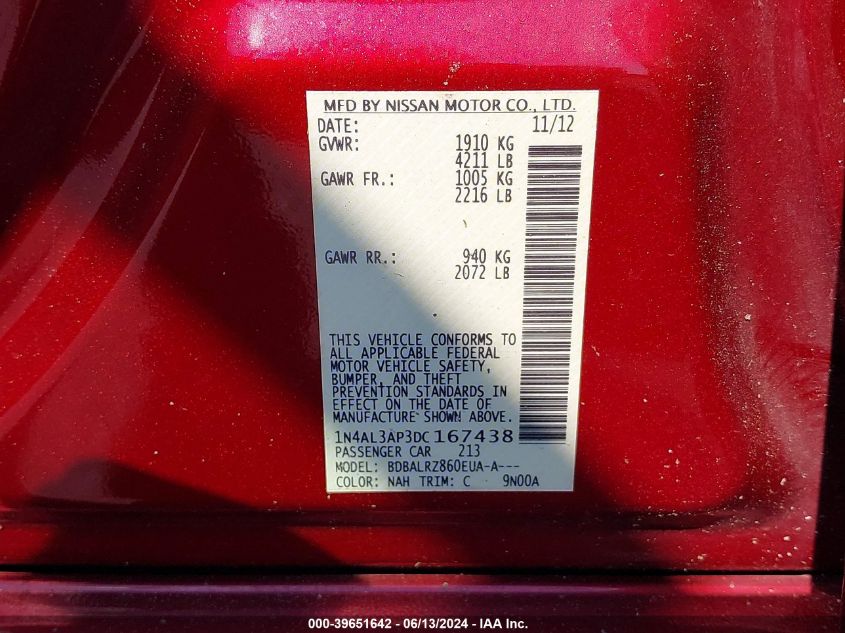 MFD BY NISSAN MOTOR CO., LTD.
DATE: 11/12
GVWR: 1910 KG
4211 LB
GAWR FR.: 1005 KG
2216 LB
GAWR RR.: 940 KG
2072 LB
THIS VEHICLE CONFORMS TO
ALL APPLICABLE FEDERAL
MOTOR VEHICLE SAFETY,
BUMPER, AND THEFT
PREVENTION STANDARDS IN
EFFECT ON THE DATE OF
MANUFACTURE SHOWN ABOVE.
1N4AL3AP3DC167438
PASSENGER CAR 213
MODEL: BDBALRZ860EUA-A---
COLOR: NAH TRIM: C 9N00A
000-39651642 - 06/13/2024 - IAA Inc.